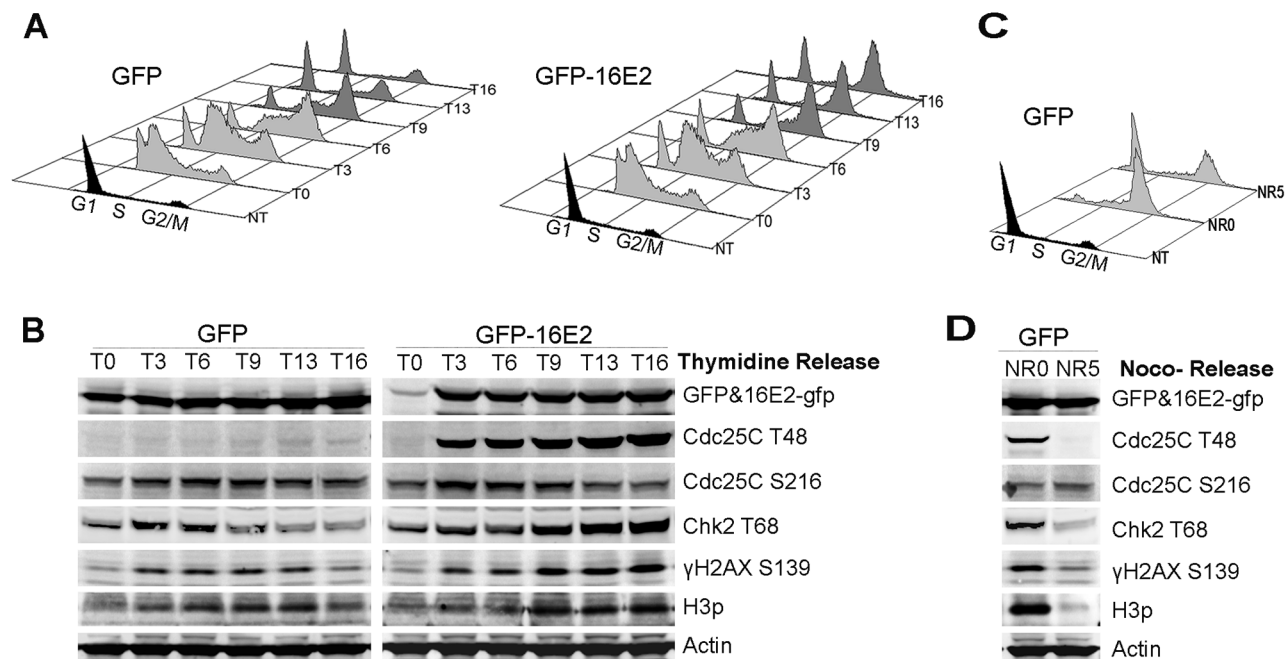 A
GFP
T16
T13
T9
T6
T3
T0
NT
G1 S G2/M
GFP-16E2
T16
T13
T9
T6
T3
T0
NT
G1 S G2/M
C
GFP
NR5
NR0
NT
G1 S G2/M
B
GFP GFP-16E2
T0 T3 T6 T9 T13 T16 T0 T3 T6 T9 T13 T16 Thymidine Release
GFP&16E2-gfp
Cdc25C T48
Cdc25C S216
Chk2 T68
γH2AX S139
H3p
Actin
D
GFP
NR0 NR5 Noco- Release
GFP&16E2-gfp
Cdc25C T48
Cdc25C S216
Chk2 T68
γH2AX S139
H3p
Actin